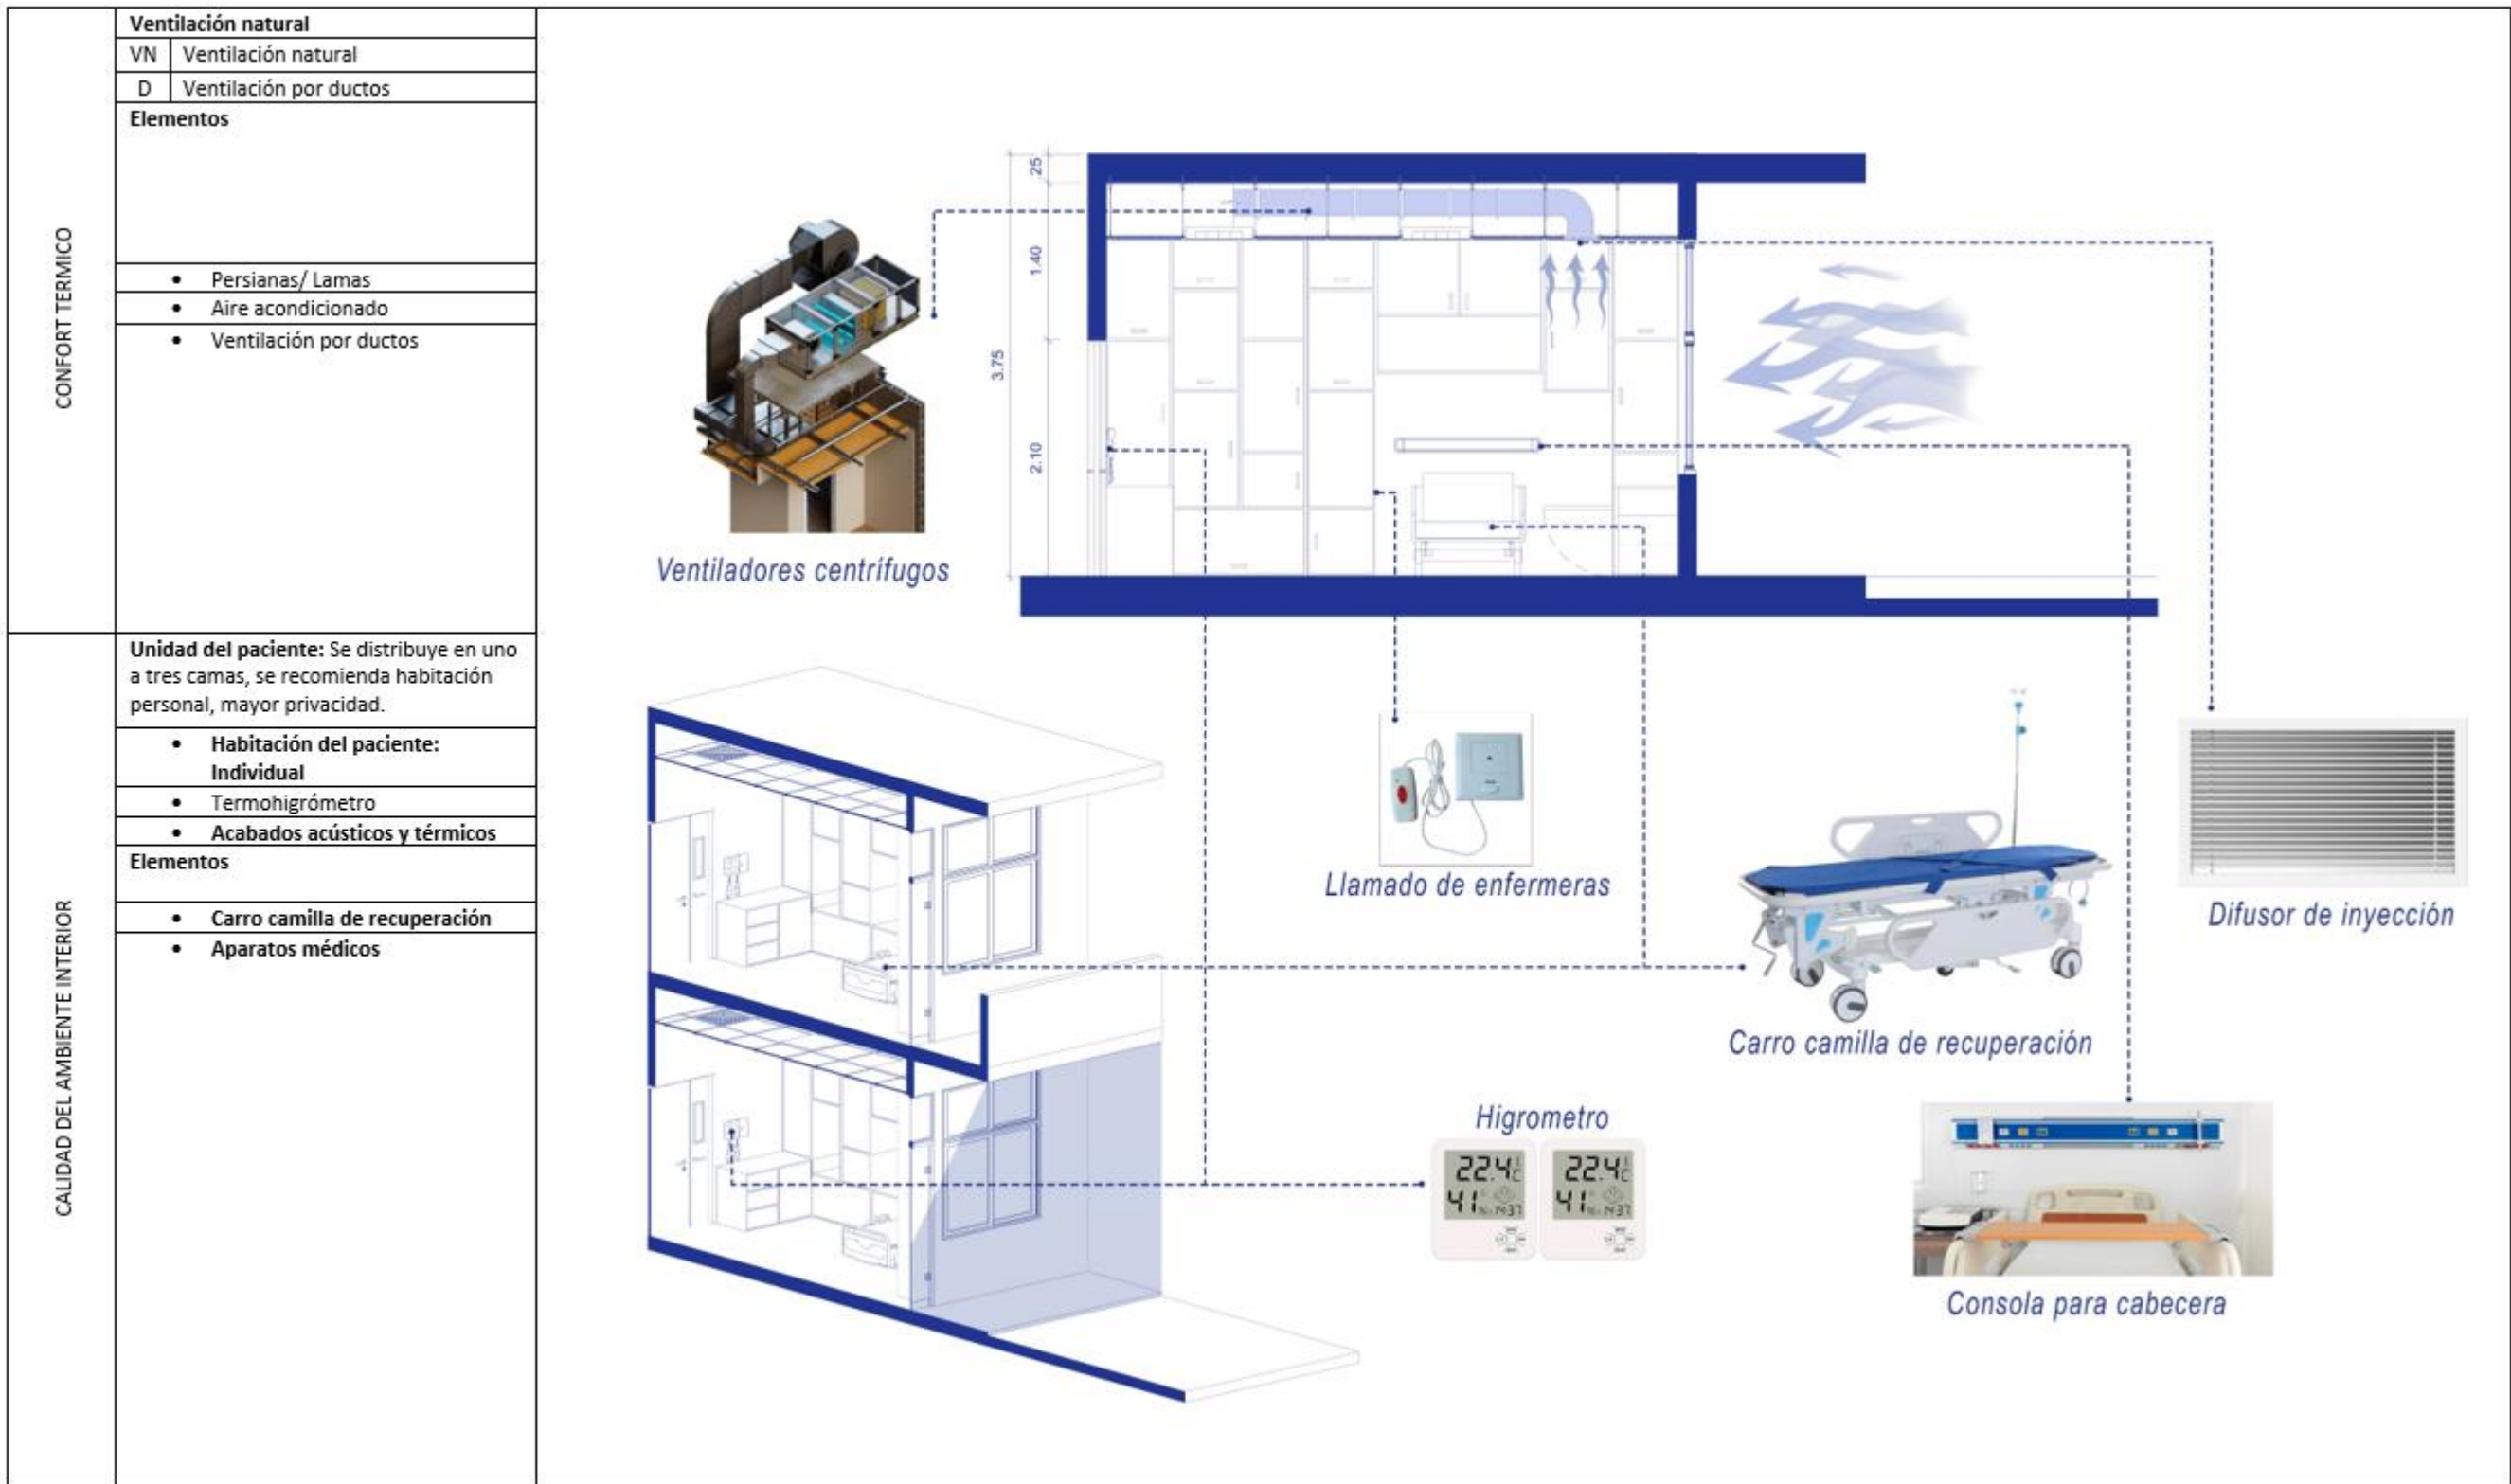 CONFORT TERMICO
Ventilación natural
VN Ventilación natural
D Ventilación por ductos
Elementos
• Persianas/ Lamas
• Aire acondicionado
• Ventilación por ductos
CALIDAD DEL AMBIENTE INTERIOR
Unidad del paciente: Se distribuye en uno
a tres camas, se recomienda habitación
personal, mayor privacidad.
• Habitación del paciente:
Individual
• Termohigrómetro
• Acabados acústicos y térmicos
Elementos
• Carro camilla de recuperación
• Aparatos médicos
.25
1.40
3.75
2.10
Ventiladores centrífugos
Llamado de enfermeras
Difusor de inyección
Carro camilla de recuperación
Higrometro
22.4
41
1437
22.4
41
1437
Consola para cabecera